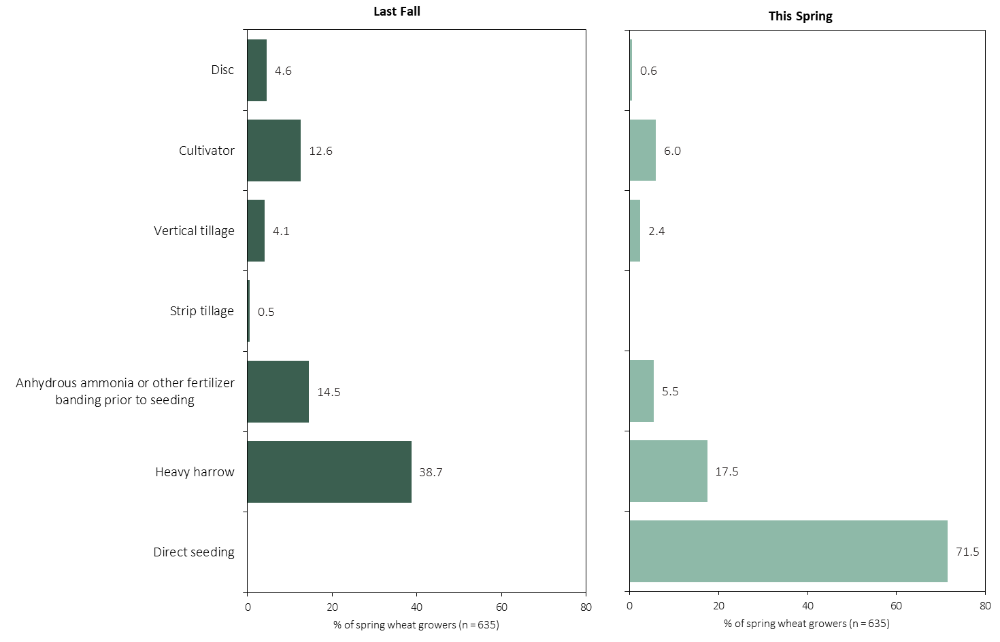 Last Fall
Disc
4.6
Cultivator
12.6
Vertical tillage
4.1
Strip tillage
0.5
Anhydrous ammonia or other fertilizer
banding prior to seeding
14.5
Heavy harrow
38.7
Direct seeding
0 20 40 60 80
% of spring wheat growers (n = 635)
This Spring
0.6
6.0
2.4
5.5
17.5
71.5
0 20 40 60 80
% of spring wheat growers (n = 635)